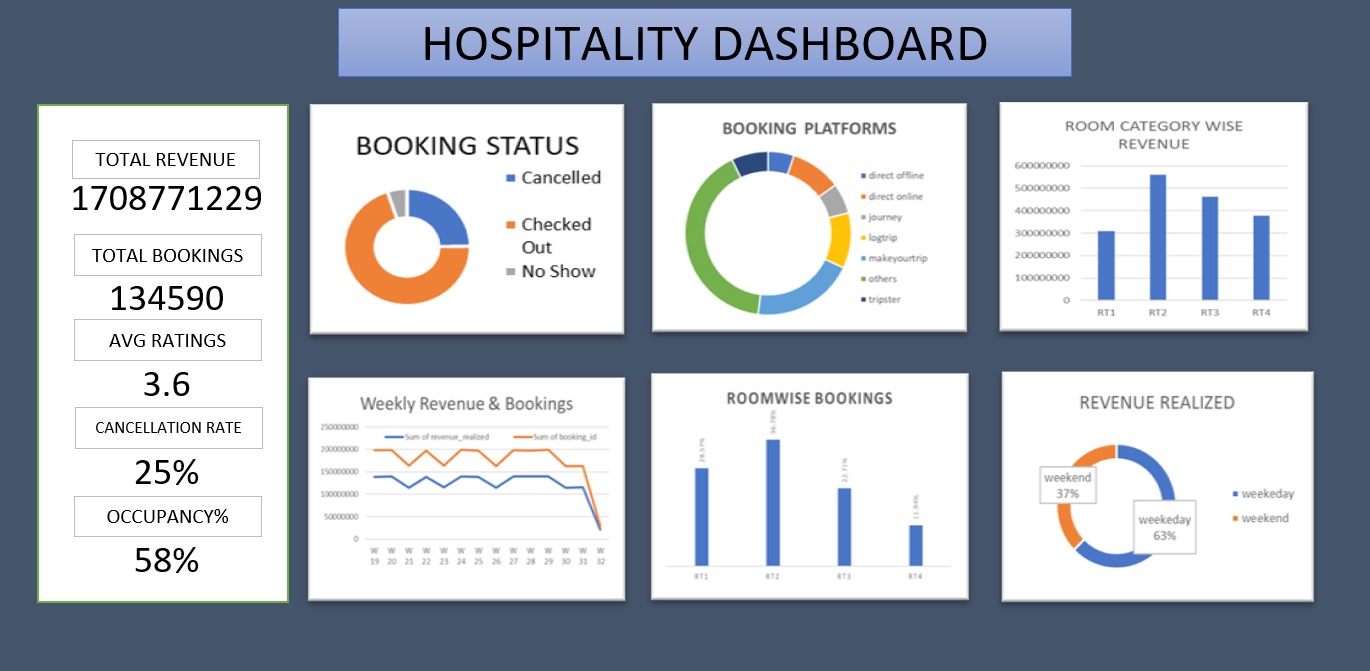 HOSPITALITY DASHBOARD
TOTAL REVENUE
1708771229
TOTAL BOOKINGS
134590
AVG RATINGS
3.6
CANCELLATION RATE
25%
OCCUPANCY%
58%
BOOKING STATUS
Cancelled
Checked
Out
No Show
BOOKING PLATFORMS
direct offline
direct online
journey
logtrip
makeyourtrip
others
tripster
ROOM CATEGORY WISE
REVENUE
600000000
500000000
400000000
300000000
200000000
100000000
0
RT1 RT2 RT3 RT4
Weekly Revenue & Bookings
Sum of revenue_realized Sum of booking_id
250000000
200000000
150000000
100000000
50000000
0
W W W W W W W W W W W W W W
19 20 21 22 23 24 25 26 27 28 29 30 31 32
ROOMWISE BOOKINGS
28.57% 36.78% 22.71% 11.94%
RT1 RT2 RT3 RT4
REVENUE REALIZED
weekend
37%
weekeday
63%
weekeday
weekend